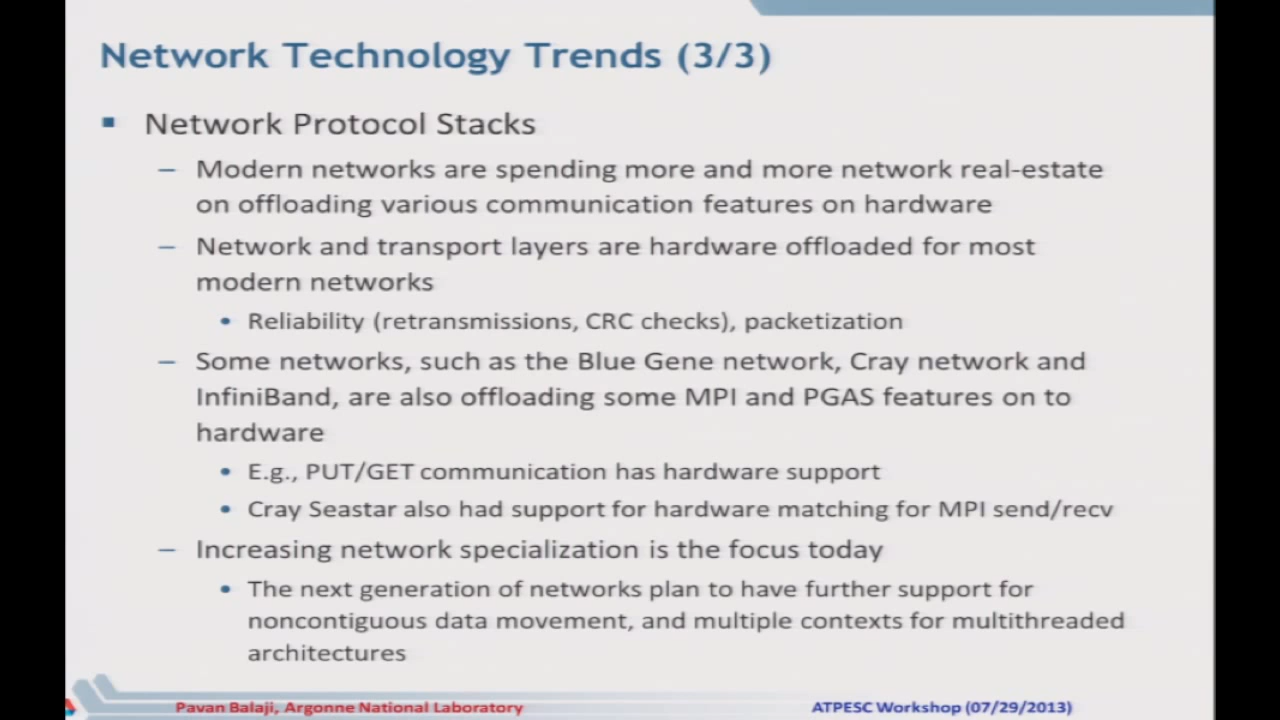 Network Technology Trends (3/3)
▪ Network Protocol Stacks
– Modern networks are spending more and more network real-estate
on offloading various communication features on hardware
– Network and transport layers are hardware offloaded for most
modern networks
• Reliability (retransmissions, CRC checks), packetization
– Some networks, such as the Blue Gene network, Cray network and
InfiniBand, are also offloading some MPI and PGAS features on to
hardware
• E.g., PUT/GET communication has hardware support
• Cray Seastar also had support for hardware matching for MPI send/recv
– Increasing network specialization is the focus today
• The next generation of networks plan to have further support for
noncontiguous data movement, and multiple contexts for multithreaded
architectures
Pavan Balaji, Argonne National Laboratory
ATPESC Workshop (07/29/2013)